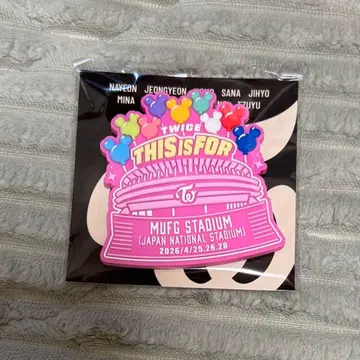 NAYEON JEONGYEON SANA JIHYO
MINA TZUYU
TWICE
THIS IS FOR
MUFG STADIUM
(JAPAN NATIONAL STADIUM)
2026/4/25.26.28